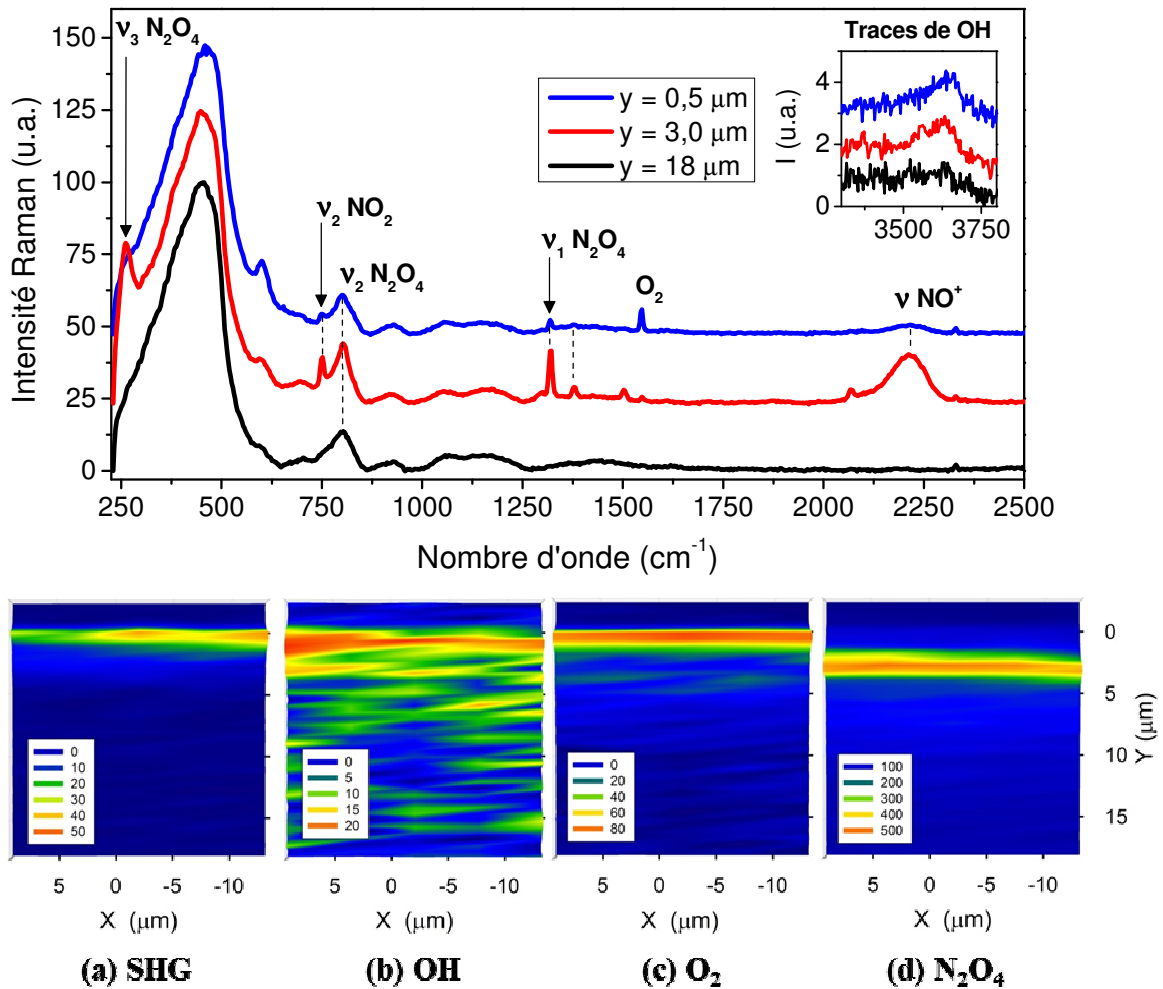 Intensité Raman (u.a.)
150
125
100
75
50
25
0
ν3 N2O4
ν2 NO2
ν2 N2O4
ν1 N2O4
O2
ν NO+
y = 0,5 μm
y = 3,0 μm
y = 18 μm
Traces de OH
I (u.a.)
4
2
0
3500 3750
250 500 750 1000 1250 1500 1750 2000 2250 2500
Nombre d'onde (cm-1)
0
10
20
30
40
50
5 0 -5 -10
X (μm)
(a) SHG
0
5
10
15
20
5 0 -5 -10
X (μm)
(b) OH
0
20
40
60
80
5 0 -5 -10
X (μm)
(c) O2
100
200
300
400
500
5 0 -5 -10
X (μm)
(d) N2O4
0
5
10
15
Y (μm)